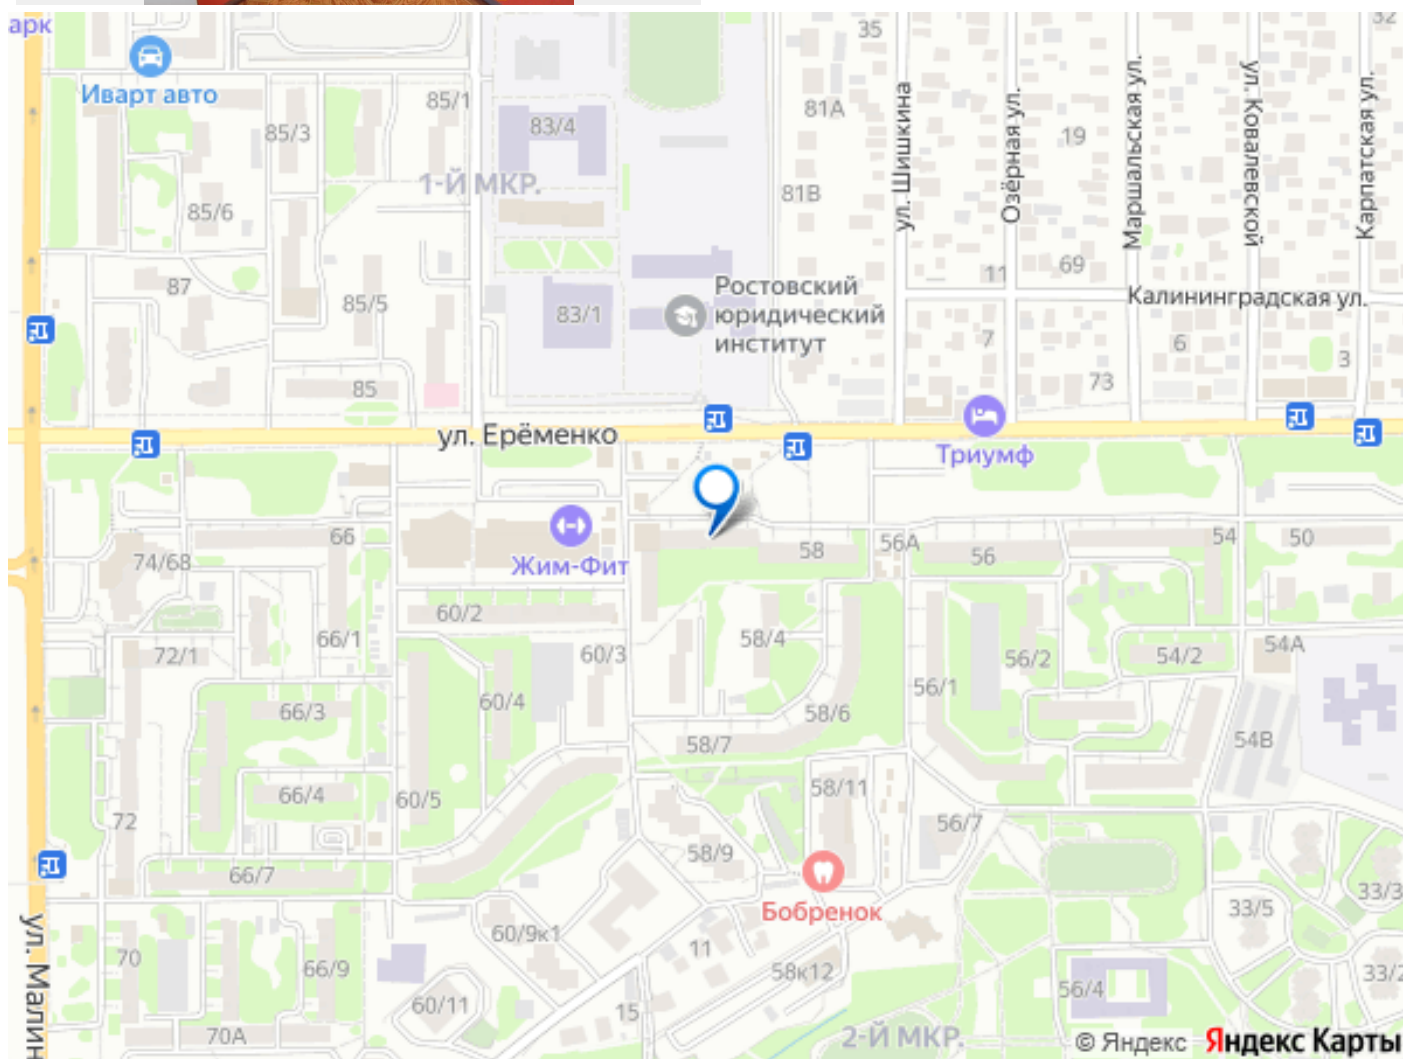 арк
Иварт авто
85/1
85/3
83/4
35
81А
ул. Шишкина
Озёрная ул.
19
Маршальская ул.
ул. Ковалевской
Карпатская ул.
32
1-Й МКР.
85/6
81В
87
85/5
83/1
Ростовский
юридический
институт
11
69
Калининградская ул.
7
6
3
73
85
ул. Ерёменко
Триумф
66
74/68
Жим-Фит
58
56А
56
54
50
60/2
66/1
72/1
60/3
58/4
56/2
54/2
54А
60/4
56/1
66/3
58/6
58/7
54В
66/4
60/5
58/11
72
56/7
58/9
66/7
Бобренок
33/3
33/5
ул. Малин
60/9к1
11
70
66/9
58к12
33/2
56/4
60/11
15
70А
2-Й МКР.
© Яндекс Яндекс Карты